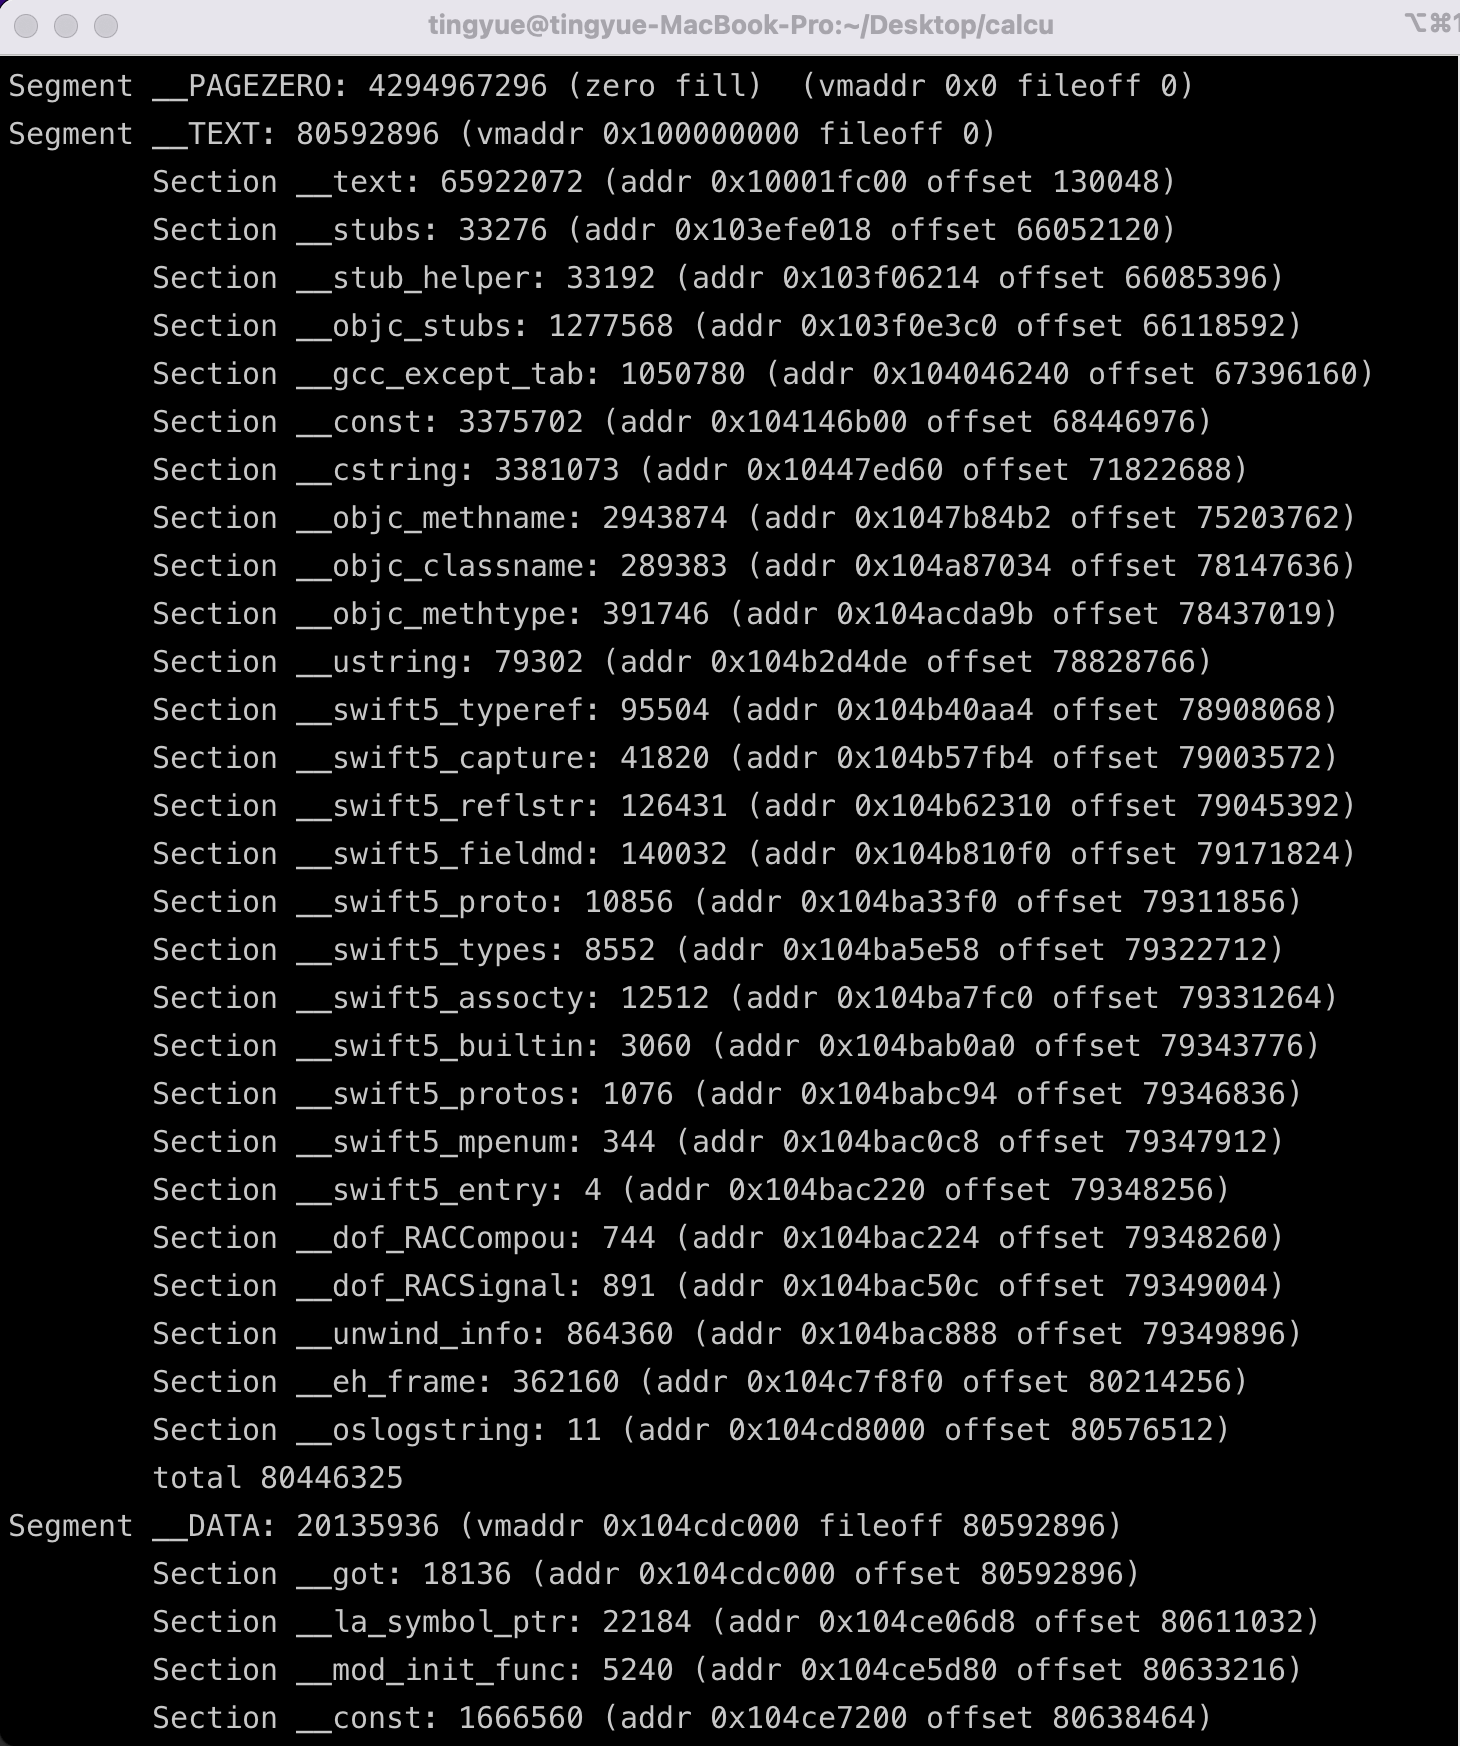 tingyue@tingyue-MacBook-Pro:~/Desktop/calcu ⌥⌘1
Segment __PAGEZERO: 4294967296 (zero fill)  (vmaddr 0x0 fileoff 0)
Segment __TEXT: 80592896 (vmaddr 0x100000000 fileoff 0)
Section __text: 65922072 (addr 0x10001fc00 offset 130048)
Section __stubs: 33276 (addr 0x103efe018 offset 66052120)
Section __stub_helper: 33192 (addr 0x103f06214 offset 66085396)
Section __objc_stubs: 1277568 (addr 0x103f0e3c0 offset 66118592)
Section __gcc_except_tab: 1050780 (addr 0x104046240 offset 67396160)
Section __const: 3375702 (addr 0x104146b00 offset 68446976)
Section __cstring: 3381073 (addr 0x10447ed60 offset 71822688)
Section __objc_methname: 2943874 (addr 0x1047b84b2 offset 75203762)
Section __objc_classname: 289383 (addr 0x104a87034 offset 78147636)
Section __objc_methtype: 391746 (addr 0x104acda9b offset 78437019)
Section __ustring: 79302 (addr 0x104b2d4de offset 78828766)
Section __swift5_typeref: 95504 (addr 0x104b40aa4 offset 78908068)
Section __swift5_capture: 41820 (addr 0x104b57fb4 offset 79003572)
Section __swift5_reflstr: 126431 (addr 0x104b62310 offset 79045392)
Section __swift5_fieldmd: 140032 (addr 0x104b810f0 offset 79171824)
Section __swift5_proto: 10856 (addr 0x104ba33f0 offset 79311856)
Section __swift5_types: 8552 (addr 0x104ba5e58 offset 79322712)
Section __swift5_assocty: 12512 (addr 0x104ba7fc0 offset 79331264)
Section __swift5_builtin: 3060 (addr 0x104bab0a0 offset 79343776)
Section __swift5_protos: 1076 (addr 0x104babc94 offset 79346836)
Section __swift5_mpenum: 344 (addr 0x104bac0c8 offset 79347912)
Section __swift5_entry: 4 (addr 0x104bac220 offset 79348256)
Section __dof_RACCompou: 744 (addr 0x104bac224 offset 79348260)
Section __dof_RACSignal: 891 (addr 0x104bac50c offset 79349004)
Section __unwind_info: 864360 (addr 0x104bac888 offset 79349896)
Section __eh_frame: 362160 (addr 0x104c7f8f0 offset 80214256)
Section __oslogstring: 11 (addr 0x104cd8000 offset 80576512)
total 80446325
Segment __DATA: 20135936 (vmaddr 0x104cdc000 fileoff 80592896)
Section __got: 18136 (addr 0x104cdc000 offset 80592896)
Section __la_symbol_ptr: 22184 (addr 0x104ce06d8 offset 80611032)
Section __mod_init_func: 5240 (addr 0x104ce5d80 offset 80633216)
Section __const: 1666560 (addr 0x104ce7200 offset 80638464)